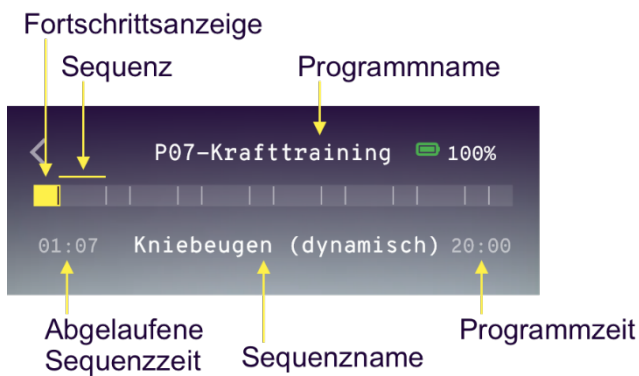 Fortschrittsanzeige
Sequenz
Programmname
P07-Krafttraining 100%
01:07 Kniebeugen (dynamisch) 20:00
Abgelaufene
Sequenzzeit
Sequenzname
Programmzeit